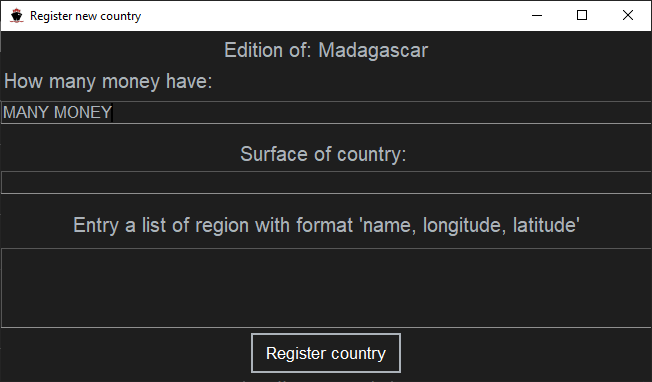 Register new country
Edition of: Madagascar
How many money have:
MANY MONEY
Surface of country:
Entry a list of region with format 'name, longitude, latitude'
Register country